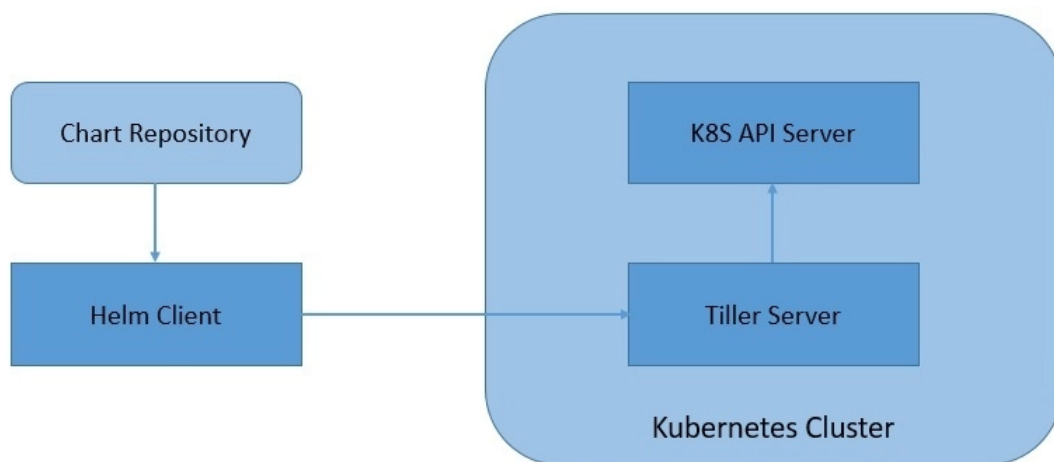 Chart Repository
K8S API Server
Helm Client
Tiller Server
Kubernetes Cluster